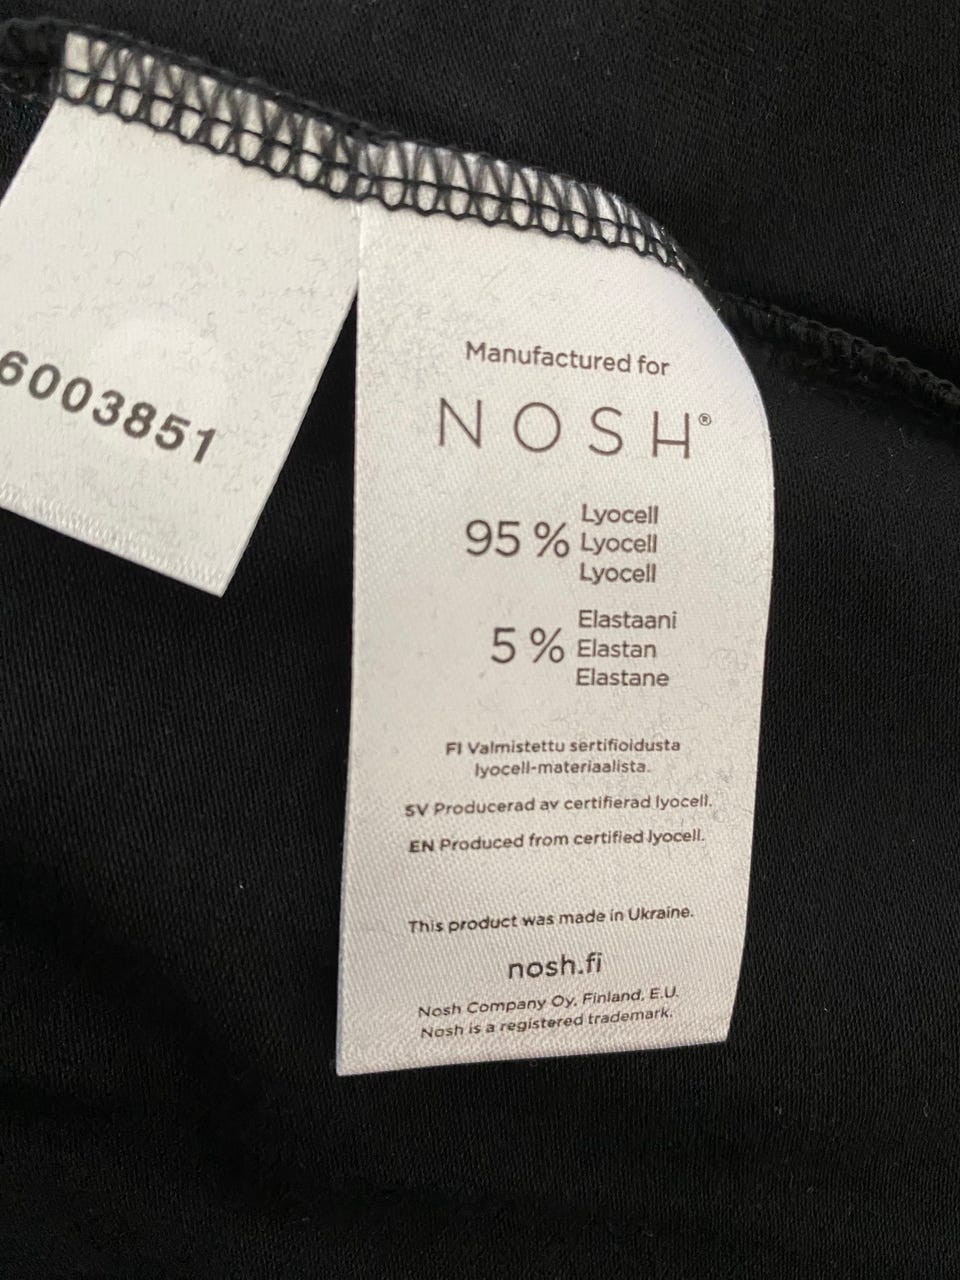 6003851
Manufactured for
NOSH®
95 % Lyocell
Lyocell
Lyocell
5 % Elastaani
Elastan
Elastane
FI Valmistettu sertifioidusta
lyocell-materiaalista.
SV Producerad av certifierad lyocell.
EN Produced from certified lyocell.
This product was made in Ukraine.
nosh.fi
Nosh Company Oy, Finland, E.U.
Nosh is a registered trademark.